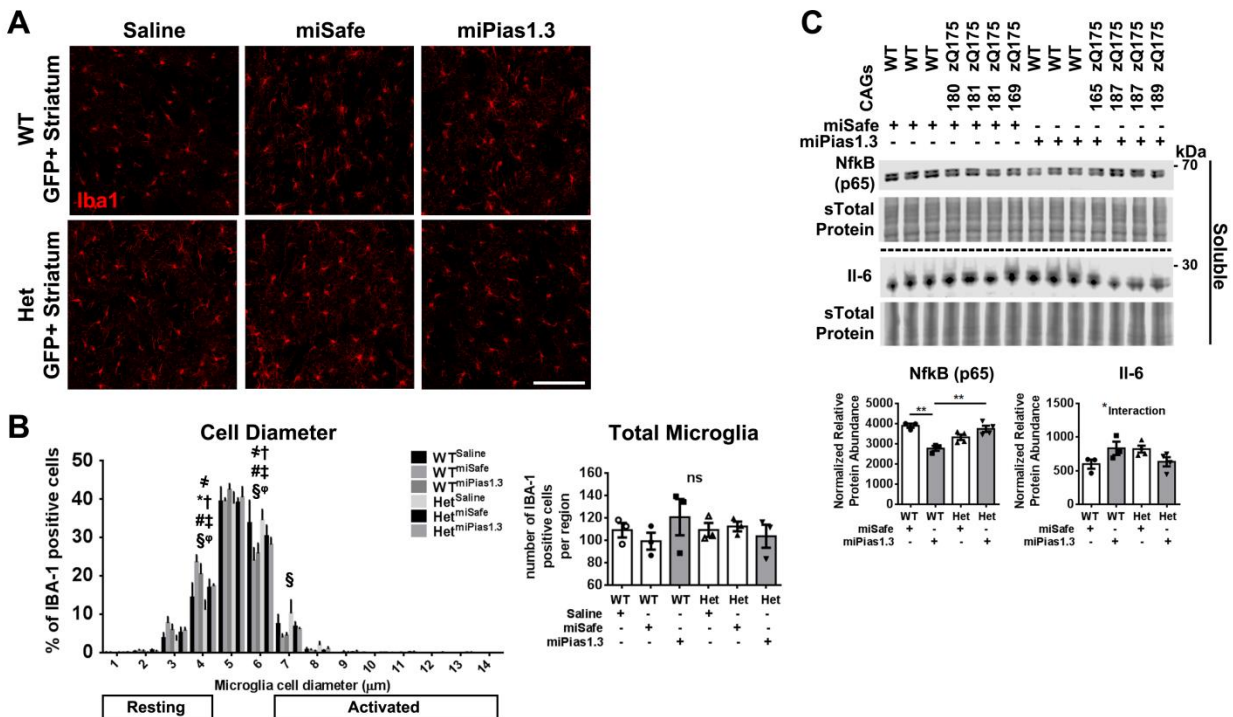 A
Saline
miSafe
miPias1.3
WT
GFP+ Striatum
Iba1
Het
GFP+ Striatum
B
Cell Diameter
% of IBA-1 positive cells
50
40
30
20
10
0
≠
*†
#‡
§φ
≠†
#‡
§φ
§
WT Saline
WT miSafe
WT miPias1.3
Het Saline
Het miSafe
Het miPias1.3
1 2 3 4 5 6 7 8 9 10 11 12 13 14
Microglia cell diameter (μm)
Resting
Activated
Total Microglia
number of IBA-1
positive cells
per region
160
140
120
100
80
60
ns
WT WT WT Het Het Het
Saline + - - + - -
miSafe - + - - + -
miPias1.3 - - + - - +
C
WT WT WT zQ175 zQ175 zQ175 zQ175 WT WT WT zQ175 zQ175 zQ175 zQ175
CAGs 180 181 181 169 165 187 187 189
miSafe + + + + + + + - - - - - - -
miPias1.3 - - - - - - - + + + + + + +
kDa
NfkB
(p65)
- 70
sTotal
Protein
Il-6
- 30
sTotal
Protein
Soluble
NfkB (p65)
Normalized Relative
Protein Abundance
5000
4000
3000
2000
1000
0
**
**
WT WT Het Het
miSafe + - + -
miPias1.3 - + - +
Il-6
Normalized Relative
Protein Abundance
1500
1000
500
0
*Interaction
WT WT Het Het
miSafe + - + -
miPias1.3 - + - +